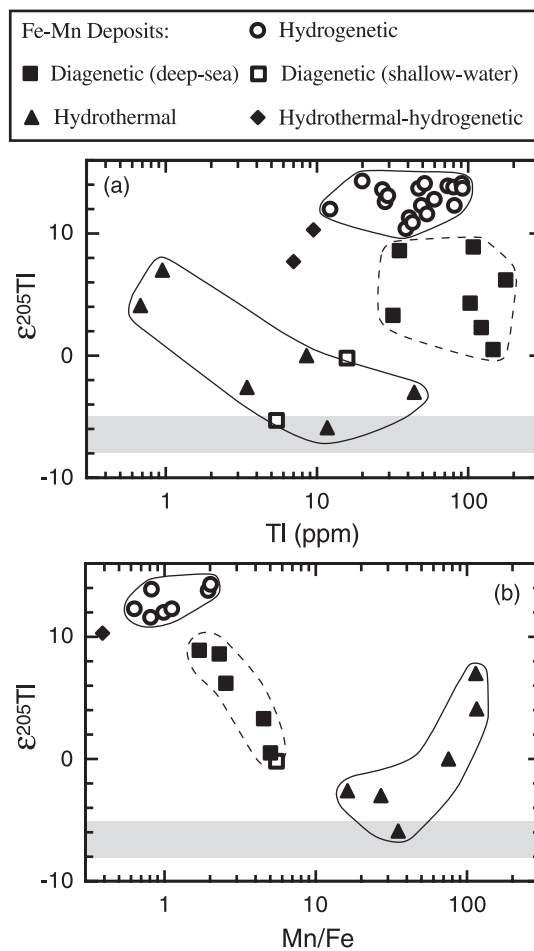 Fe-Mn Deposits: Hydrogenetic
Diagenetic (deep-sea) Diagenetic (shallow-water)
Hydrothermal Hydrothermal-hydrogenetic
(a)
10
0
-10
ε²⁰⁵Tl
1 10 100
Tl (ppm)
(b)
10
0
-10
ε²⁰⁵Tl
1 10 100
Mn/Fe